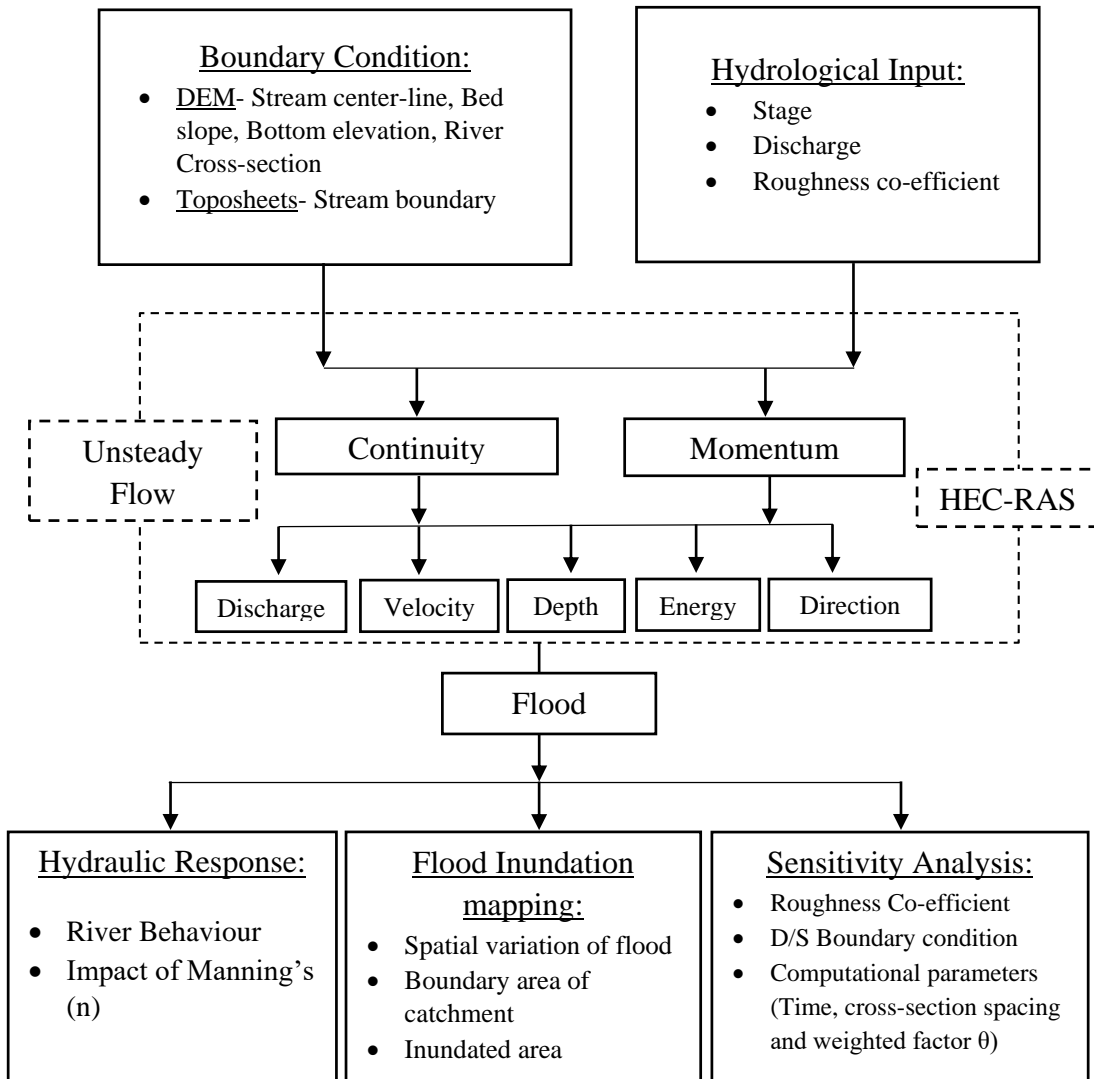 Boundary Condition:
• DEM- Stream center-line, Bed
slope, Bottom elevation, River
Cross-section
• Toposheets- Stream boundary
Hydrological Input:
• Stage
• Discharge
• Roughness co-efficient
Unsteady
Flow
Continuity
Momentum
HEC-RAS
Discharge
Velocity
Depth
Energy
Direction
Flood
Hydraulic Response:
• River Behaviour
• Impact of Manning's
(n)
Flood Inundation
mapping:
• Spatial variation of flood
• Boundary area of
catchment
• Inundated area
Sensitivity Analysis:
• Roughness Co-efficient
• D/S Boundary condition
• Computational parameters
(Time, cross-section spacing
and weighted factor θ)